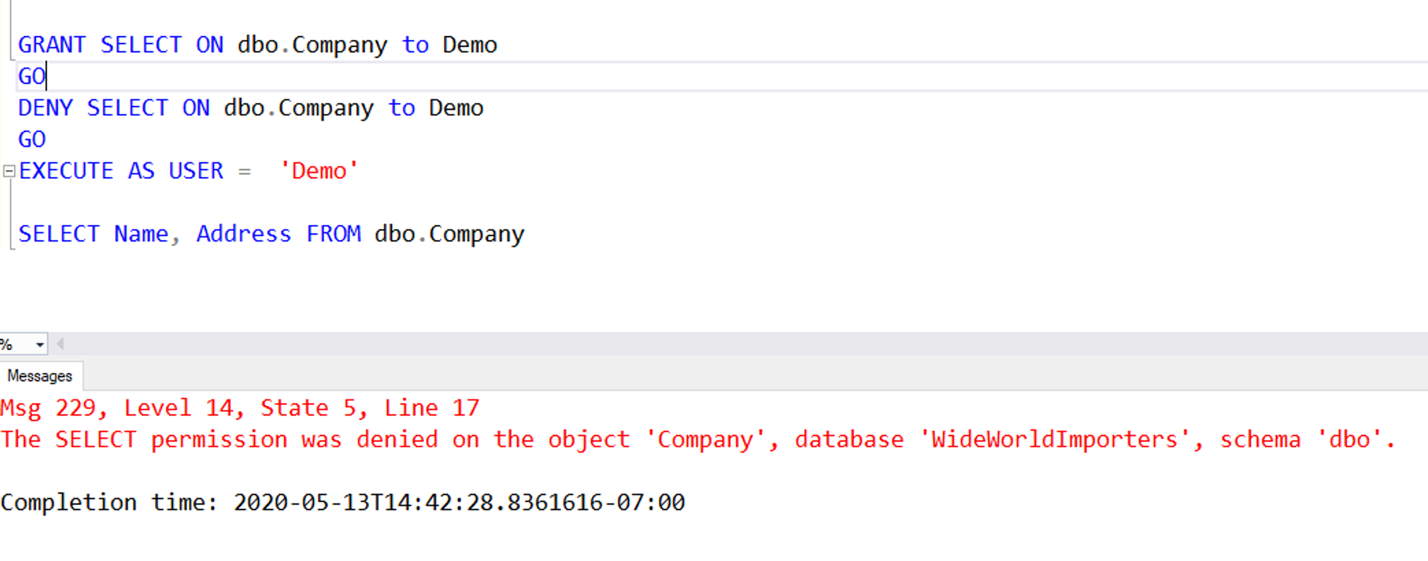 GRANT SELECT ON dbo.Company to Demo
GO
DENY SELECT ON dbo.Company to Demo
GO
EXECUTE AS USER =  'Demo'
SELECT Name, Address FROM dbo.Company
%
Messages
Msg 229, Level 14, State 5, Line 17
The SELECT permission was denied on the object 'Company', database 'WideWorldImporters', schema 'dbo'.
Completion time: 2020-05-13T14:42:28.8361616-07:00